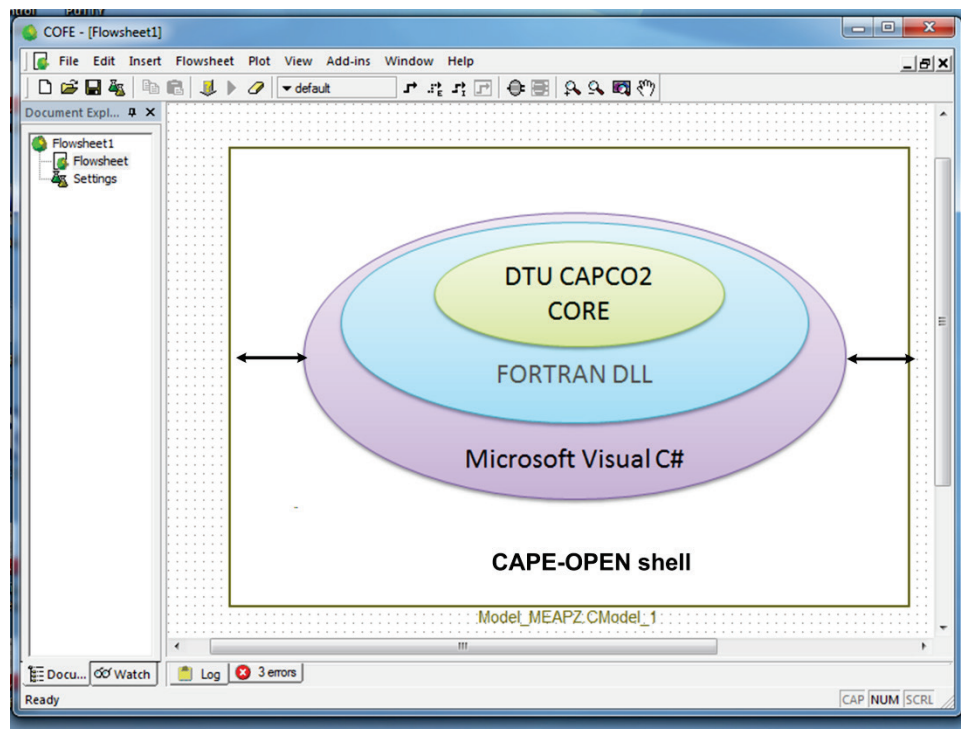 COFE - [Flowsheet1]
File Edit Insert Flowsheet Plot View Add-ins Window Help
default
Document Expl...
Flowsheet1
Flowsheet
Settings
DTU CAPCO2
CORE
FORTRAN DLL
Microsoft Visual C#
CAPE-OPEN shell
Model_MEAPZ.CModel_1
Docu... Watch
Log 3 errors
Ready
CAP NUM SCRL